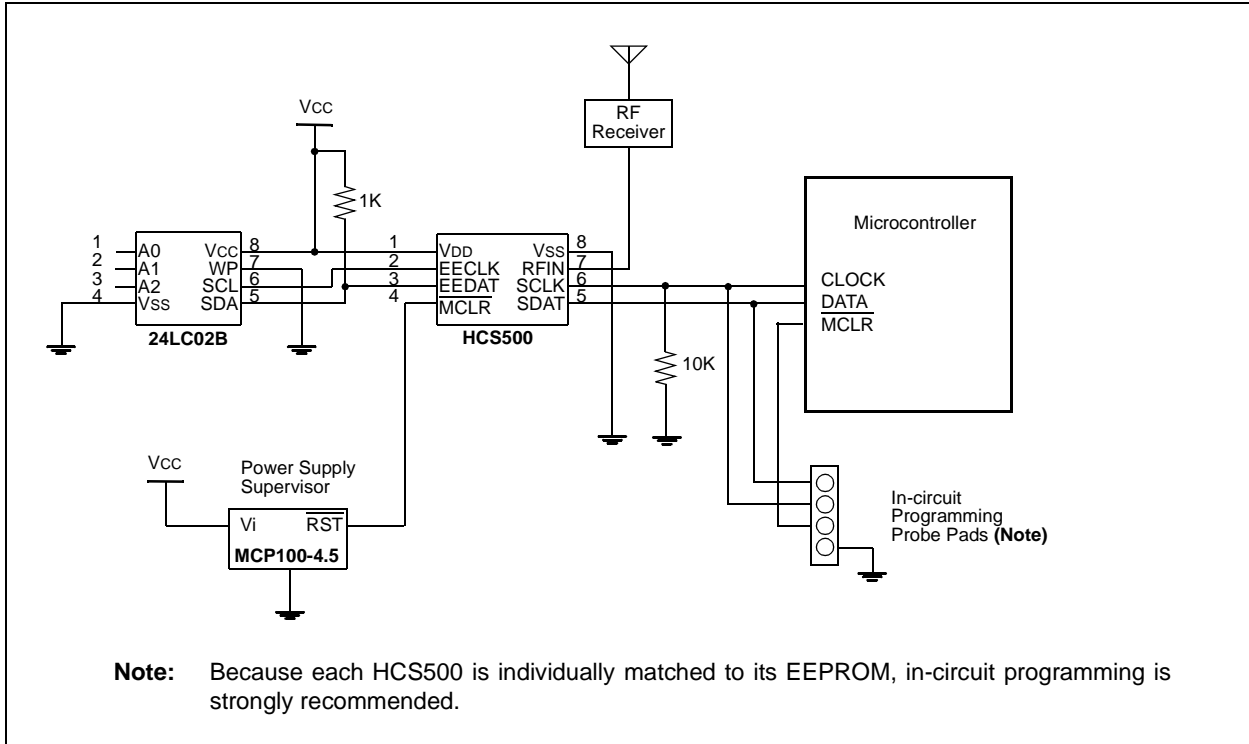 RF
Receiver
VCC
1K
Microcontroller
1
2
3
4
A0
A1
A2
VSS
VCC
WP
SCL
SDA
8
7
6
5
24LC02B
1
2
3
4
VDD
EECLK
EEDAT
MCLR
VSS
RFIN
SCLK
SDAT
8
7
6
5
HCS500
CLOCK
DATA
MCLR
10K
VCC
Power Supply
Supervisor
Vi RST
MCP100-4.5
In-circuit
Programming
Probe Pads (Note)
Note: Because each HCS500 is individually matched to its EEPROM, in-circuit programming is
strongly recommended.